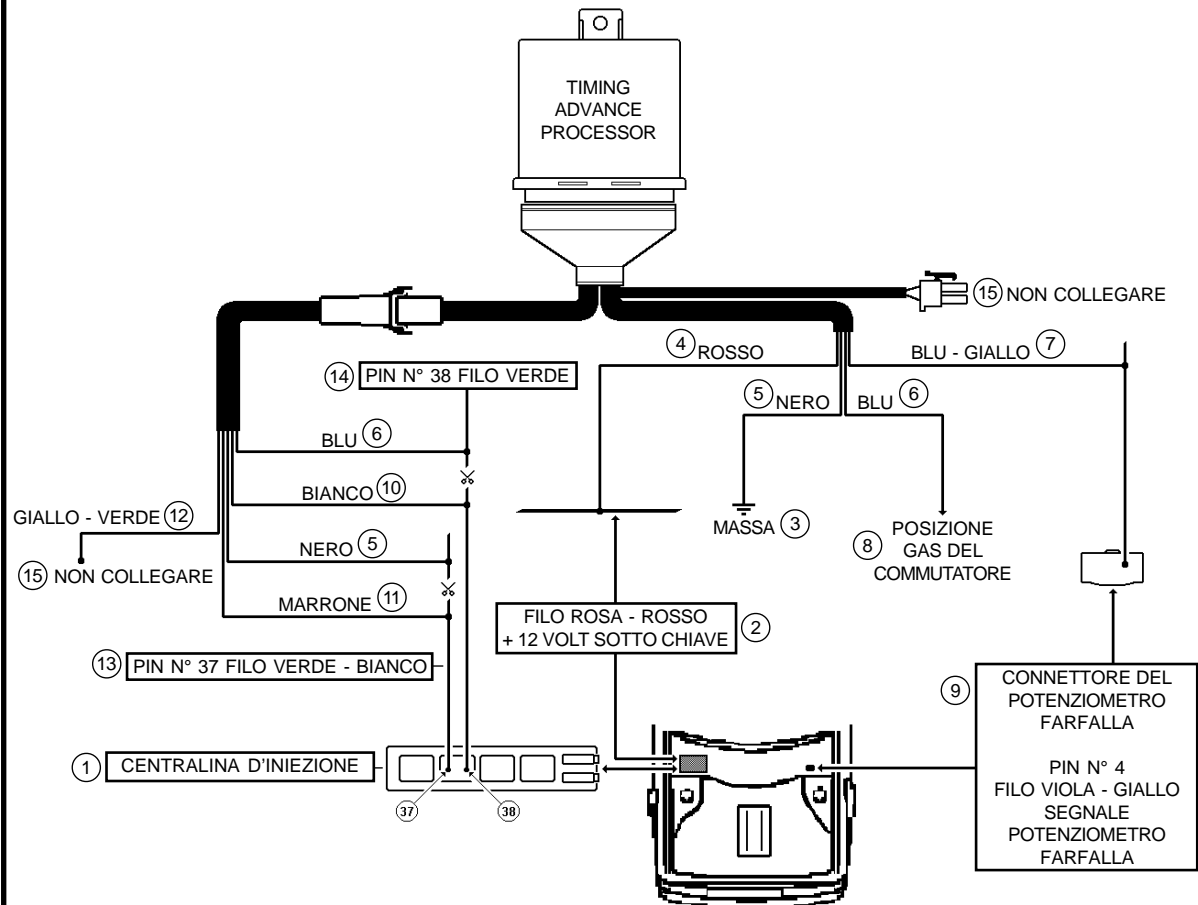 TIMING
ADVANCE
PROCESSOR
15 NON COLLEGARE
4 ROSSO
BLU - GIALLO 7
14 PIN N° 38 FILO VERDE
5 NERO
BLU 6
BLU 6
BIANCO 10
GIALLO - VERDE 12
MASSA 3
8 POSIZIONE
GAS DEL
COMMUTATORE
NERO 5
15 NON COLLEGARE
MARRONE 11
FILO ROSA - ROSSO
+ 12 VOLT SOTTO CHIAVE
2
13 PIN N° 37 FILO VERDE - BIANCO
9
CONNETTORE DEL
POTENZIOMETRO
FARFALLA
PIN N° 4
FILO VIOLA - GIALLO
SEGNALE
POTENZIOMETRO
FARFALLA
1 CENTRALINA D'INIEZIONE
37
38